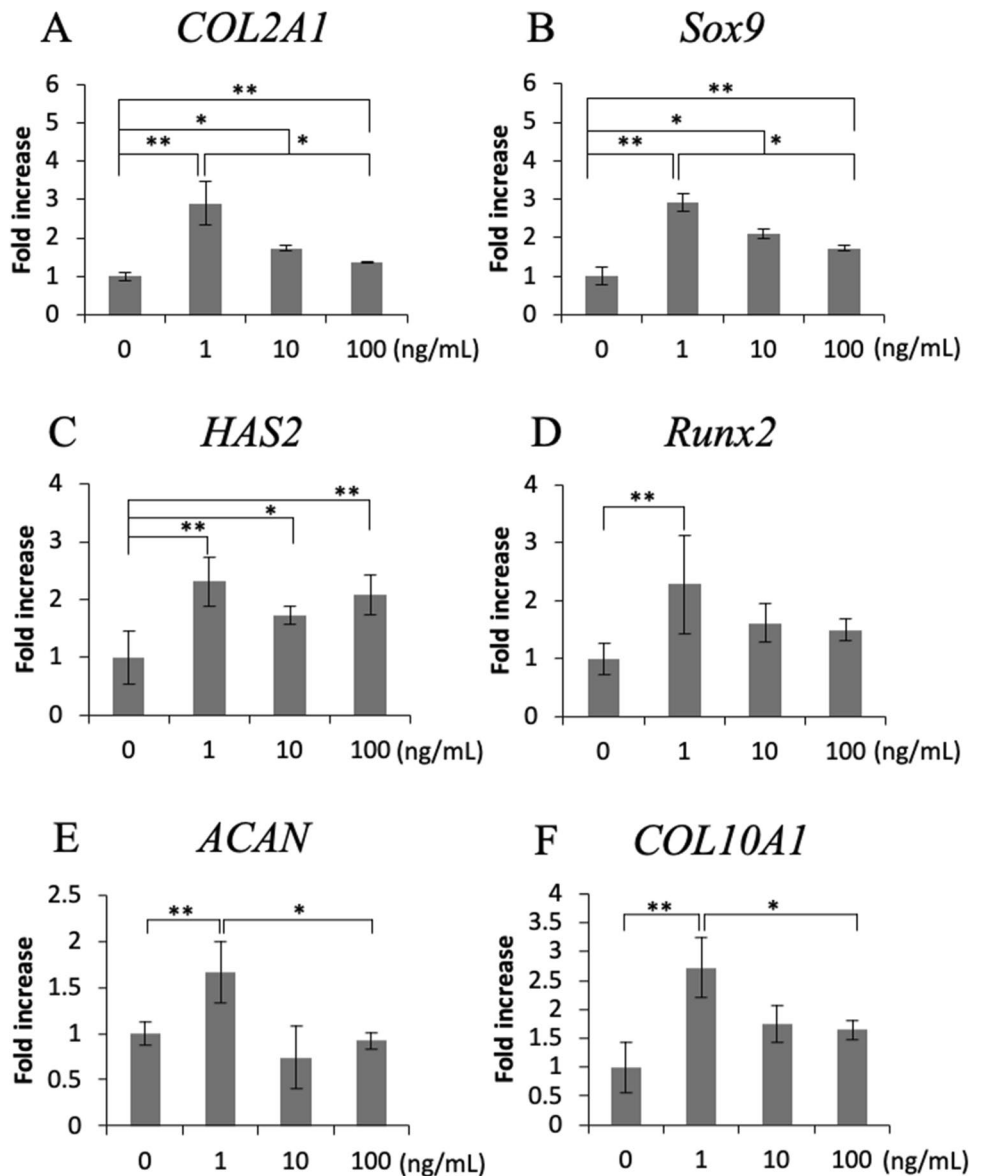 A COL2A1
6
5
4
3
2
1
0
Fold increase
**
*
** *
0 1 10 100 (ng/mL)
B Sox9
6
5
4
3
2
1
0
Fold increase
**
*
** *
0 1 10 100 (ng/mL)
C HAS2
4
3
2
1
0
Fold increase
**
*
**
0 1 10 100 (ng/mL)
D Runx2
4
3
2
1
0
Fold increase
**
0 1 10 100 (ng/mL)
E ACAN
2.5
2
1.5
1
0.5
0
Fold increase
** *
0 1 10 100 (ng/mL)
F COL10A1
4
3.5
3
2.5
2
1.5
1
0.5
0
Fold increase
** *
0 1 10 100 (ng/mL)